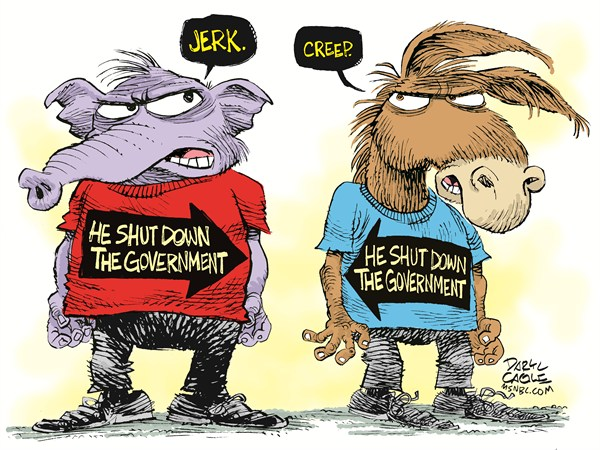 JERK.
CREEP.
HE SHUT DOWN
THE GOVERNMENT
HE SHUT DOWN
THE GOVERNMENT
DARYL
CAGLE
MSNBC.COM